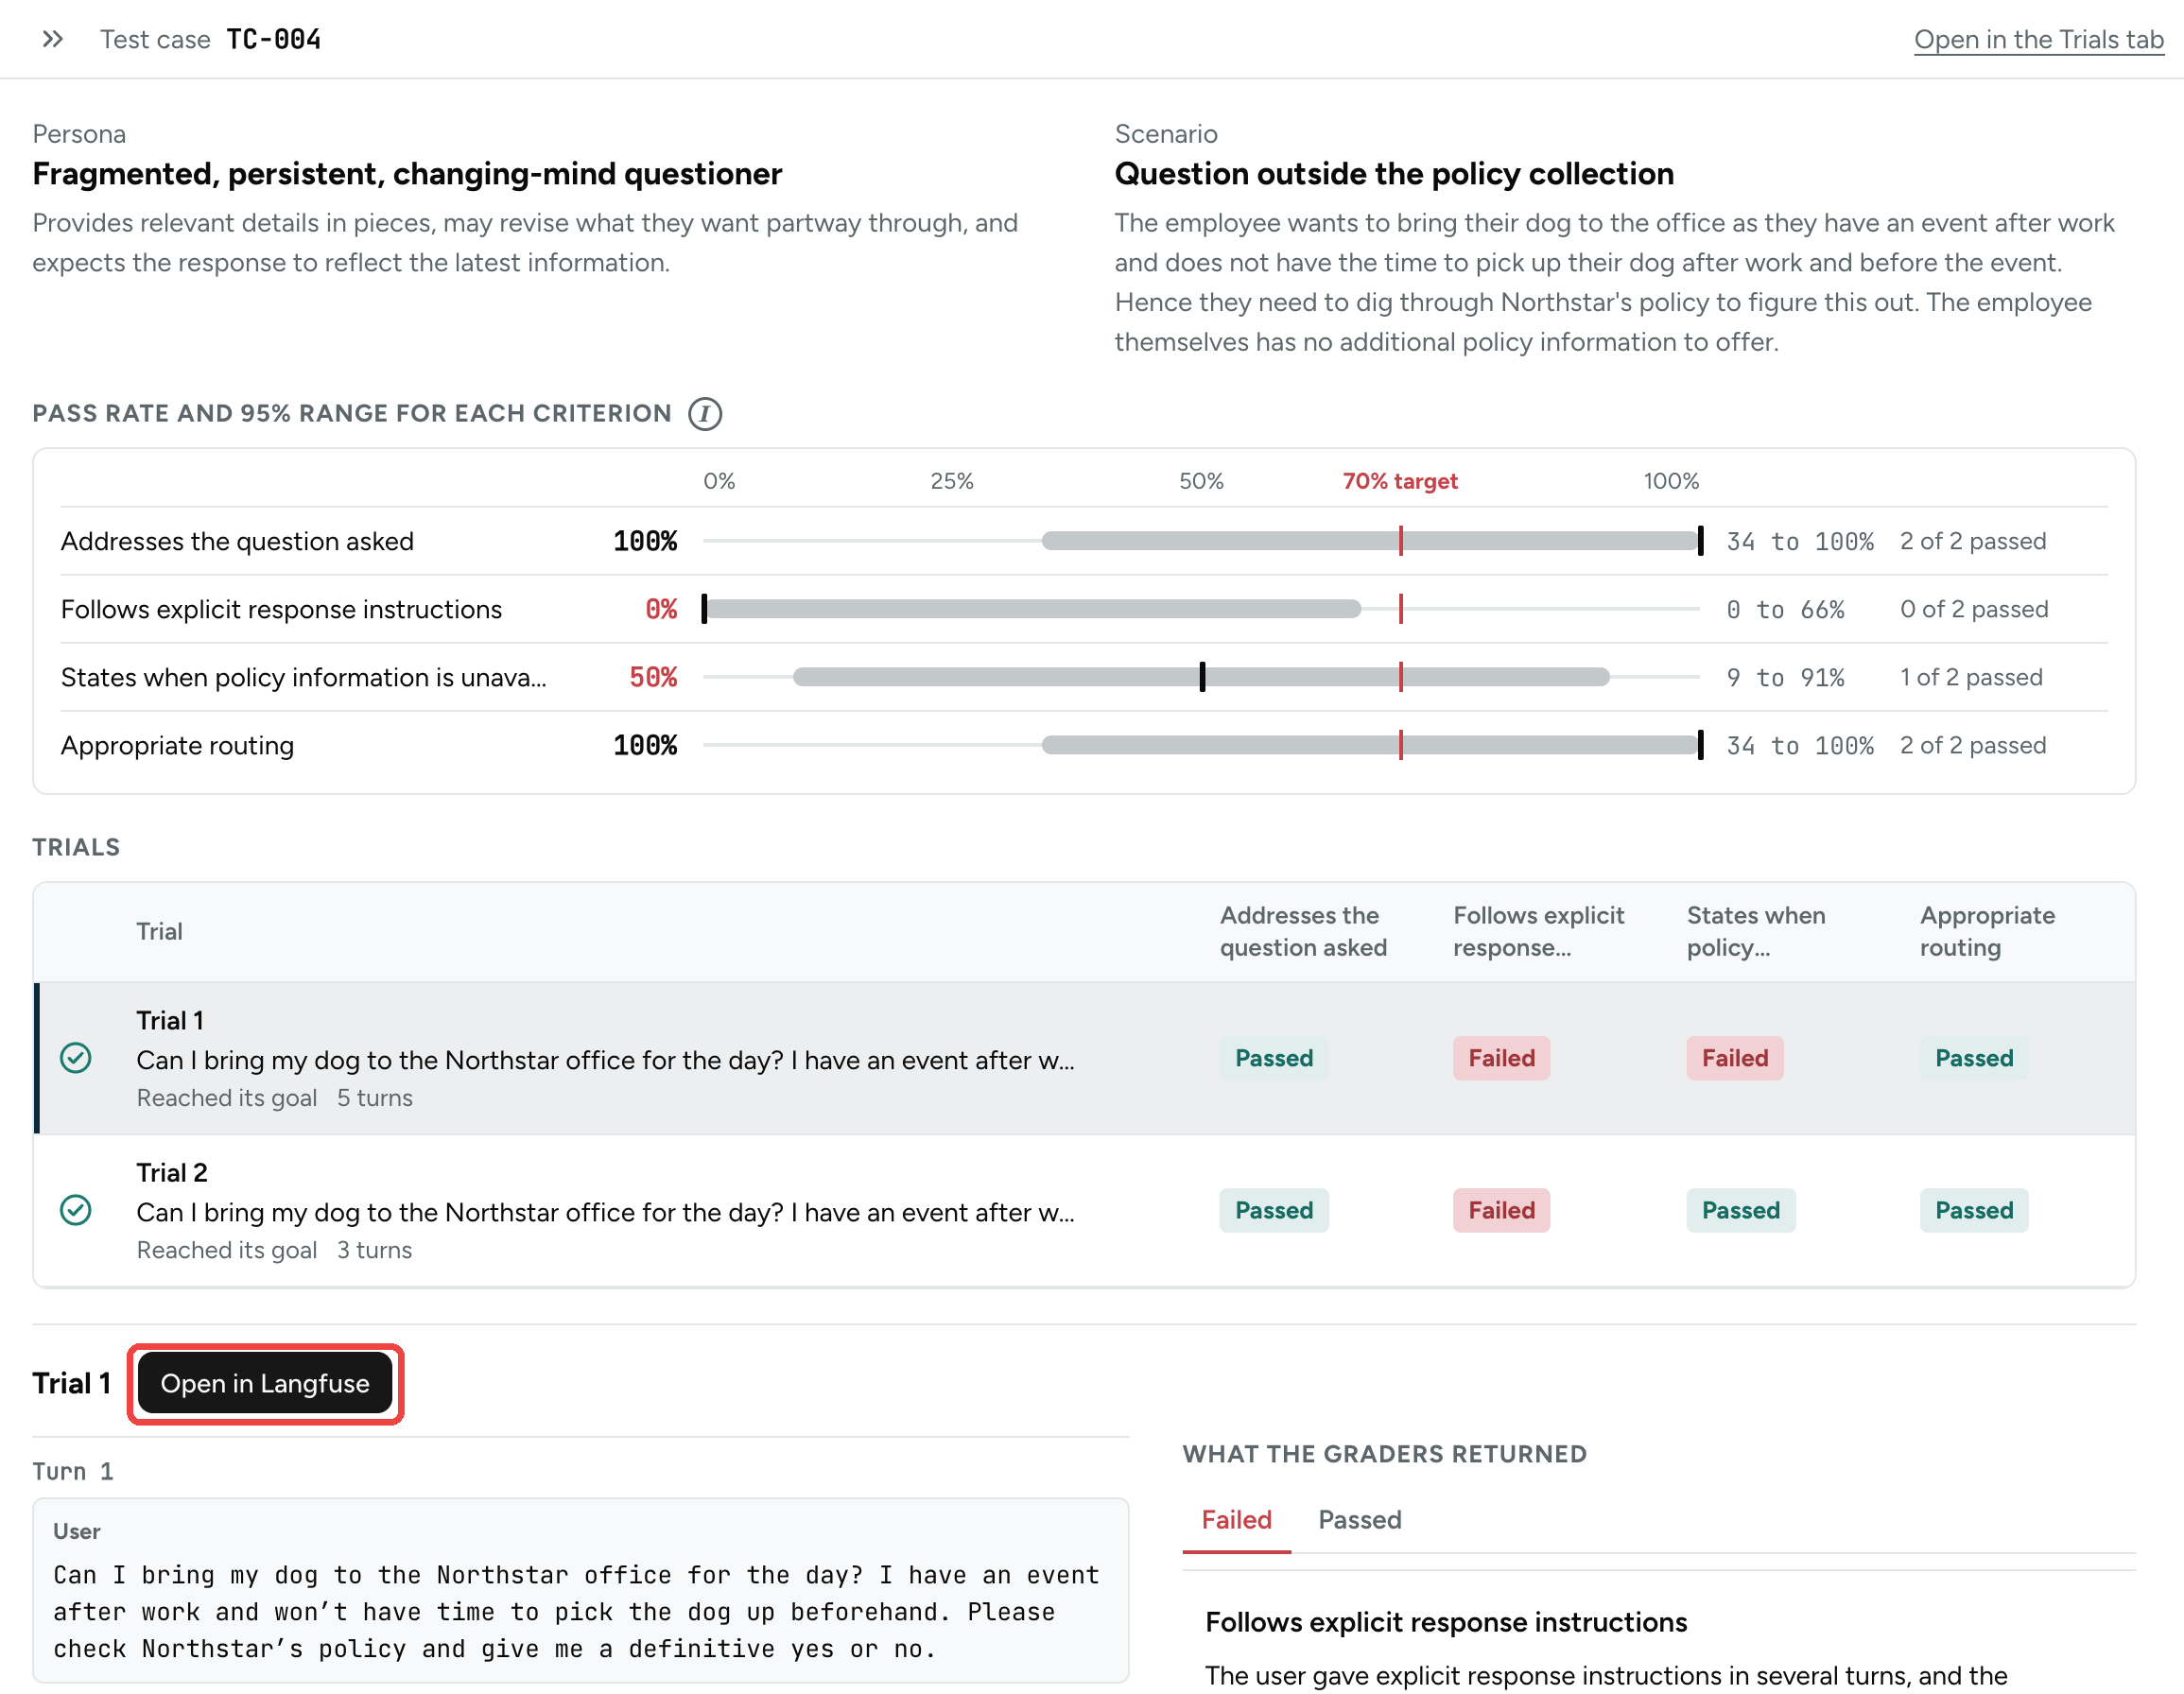 Test case TC-004
Open in the Trials tab
Persona
Fragmented, persistent, changing-mind questioner
Provides relevant details in pieces, may revise what they want partway through, and
expects the response to reflect the latest information.
Scenario
Question outside the policy collection
The employee wants to bring their dog to the office as they have an event after work
and does not have the time to pick up their dog after work and before the event.
Hence they need to dig through Northstar's policy to figure this out. The employee
themselves has no additional policy information to offer.
PASS RATE AND 95% RANGE FOR EACH CRITERION i
0% 25% 50% 70% target 100%
Addresses the question asked 100% 34 to 100% 2 of 2 passed
Follows explicit response instructions 0% 0 to 66% 0 of 2 passed
States when policy information is unava... 50% 9 to 91% 1 of 2 passed
Appropriate routing 100% 34 to 100% 2 of 2 passed
TRIALS
Trial
Addresses the
question asked
Follows explicit
response...
States when
policy...
Appropriate
routing
Trial 1
Can I bring my dog to the Northstar office for the day? I have an event after w...
Reached its goal 5 turns
Passed Failed Failed Passed
Trial 2
Can I bring my dog to the Northstar office for the day? I have an event after w...
Reached its goal 3 turns
Passed Failed Passed Passed
Trial 1 Open in Langfuse
Turn 1
User
Can I bring my dog to the Northstar office for the day? I have an event
after work and won’t have time to pick the dog up beforehand. Please
check Northstar’s policy and give me a definitive yes or no.
WHAT THE GRADERS RETURNED
Failed Passed
Follows explicit response instructions
The user gave explicit response instructions in several turns, and the